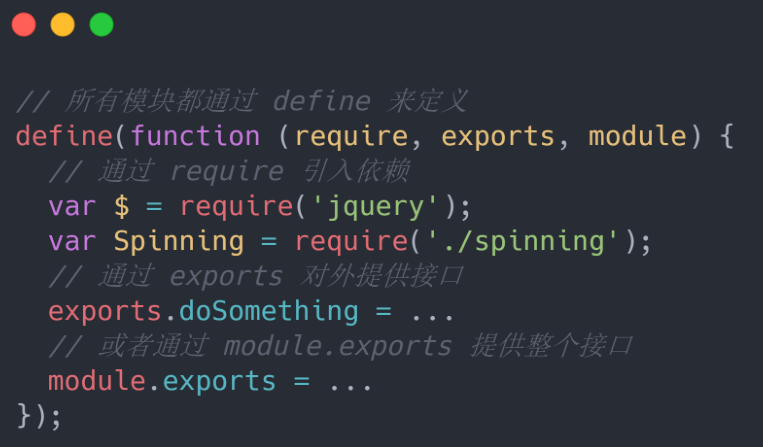 // 所有模块都通过 define 来定义
define(function (require, exports, module) {
  // 通过 require 引入依赖
  var $ = require('jquery');
  var Spinning = require('./spinning');
  // 通过 exports 对外提供接口
  exports.doSomething = ...
  // 或者通过 module.exports 提供整个接口
  module.exports = ...
});